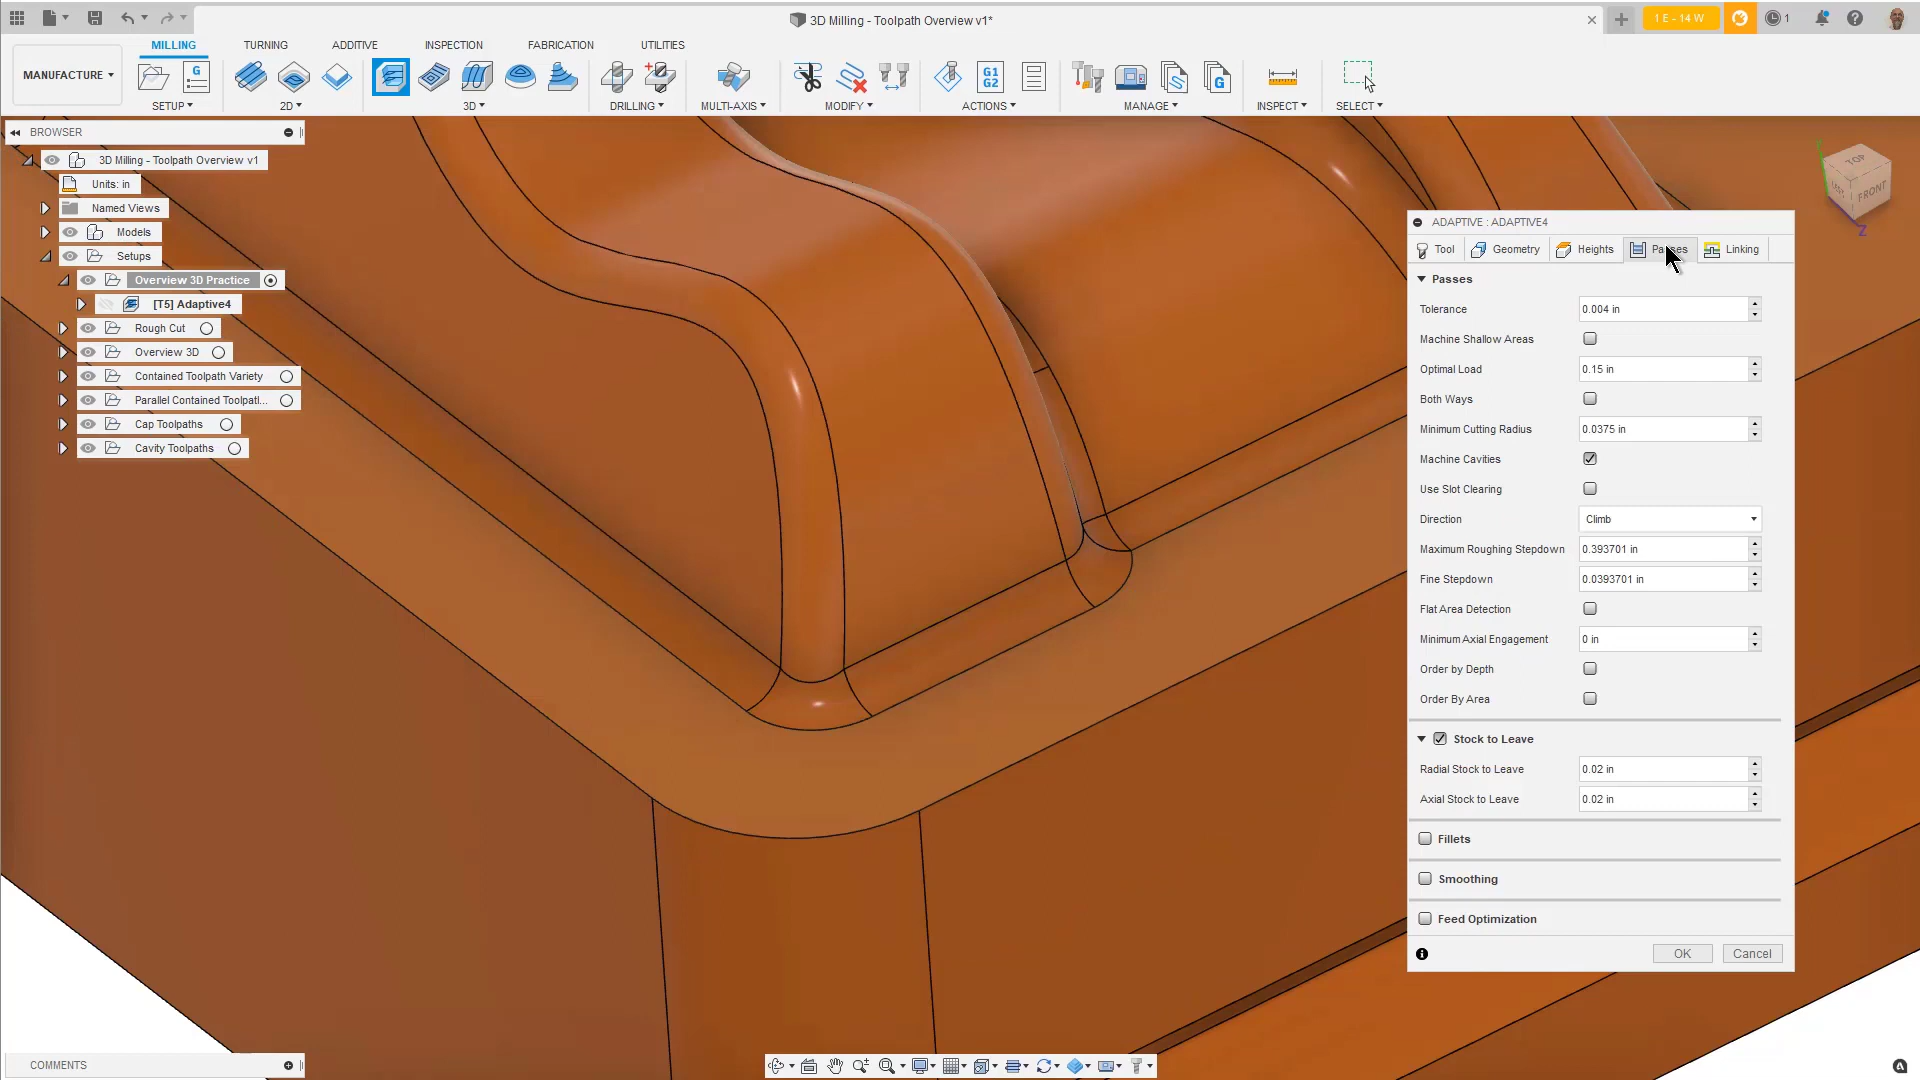 3D Milling - Toolpath Overview v1*
1 E - 14 W
1
MILLING
TURNING
ADDITIVE
INSPECTION
FABRICATION
UTILITIES
MANUFACTURE
G
G1
G2
G
SETUP
2D
3D
DRILLING
MULTI-AXIS
MODIFY
ACTIONS
MANAGE
INSPECT
SELECT
BROWSER
3D Milling - Toolpath Overview v1
Units: in
Named Views
Models
Setups
Overview 3D Practice
[T5] Adaptive4
Rough Cut
Overview 3D
Contained Toolpath Variety
Parallel Contained Toolpatl...
Cap Toolpaths
Cavity Toolpaths
TOP
FRONT
Z
ADAPTIVE : ADAPTIVE4
Tool
Geometry
Heights
Passes
Linking
Passes
Tolerance 0.004 in
Machine Shallow Areas
Optimal Load 0.15 in
Both Ways
Minimum Cutting Radius 0.0375 in
Machine Cavities
Use Slot Clearing
Direction Climb
Maximum Roughing Stepdown 0.393701 in
Fine Stepdown 0.0393701 in
Flat Area Detection
Minimum Axial Engagement 0 in
Order by Depth
Order By Area
Stock to Leave
Radial Stock to Leave 0.02 in
Axial Stock to Leave 0.02 in
Fillets
Smoothing
Feed Optimization
OK
Cancel
COMMENTS